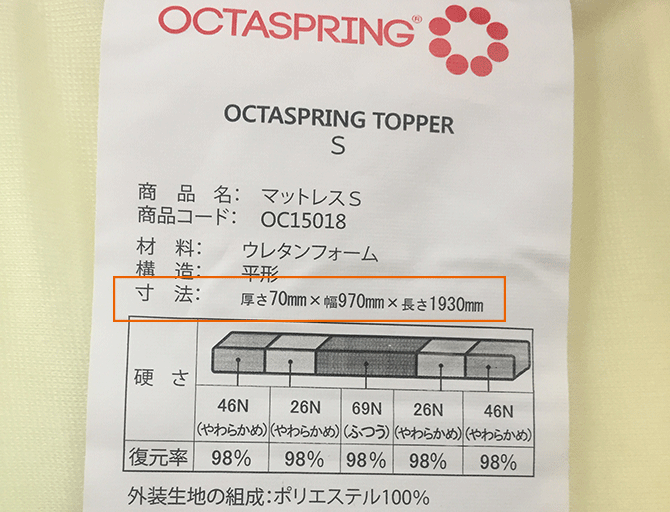 OCTASPRING®
OCTASPRING TOPPER
S
商 品 名: マットレスS
商品コード: OC15018
材 料: ウレタンフォーム
構 造: 平形
寸 法: 厚さ70mm×幅970mm×長さ1930mm
硬 さ
46N 26N 69N 26N 46N
(やわらかめ) (やわらかめ) (ふつう) (やわらかめ) (やわらかめ)
復元率 98% 98% 98% 98% 98%
外装生地の組成:ポリエステル100%